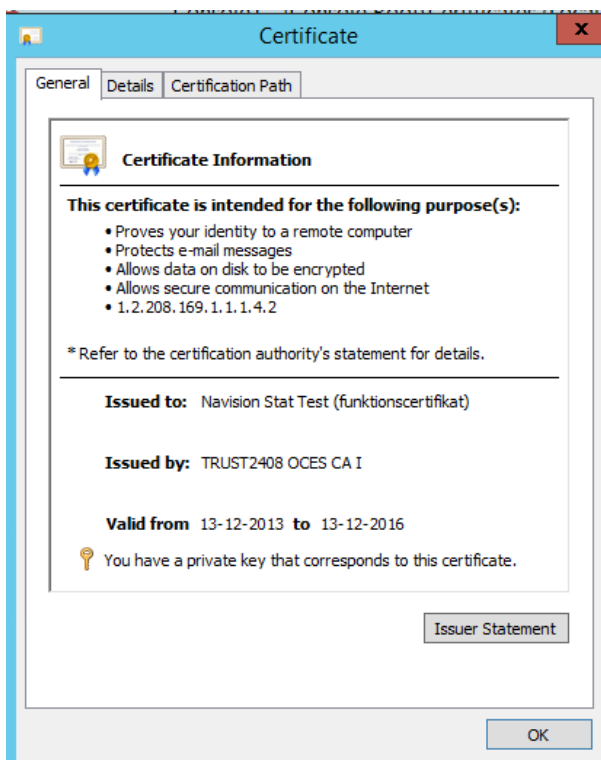 Certificate
x
General Details Certification Path
Certificate Information
This certificate is intended for the following purpose(s):
• Proves your identity to a remote computer
• Protects e-mail messages
• Allows data on disk to be encrypted
• Allows secure communication on the Internet
• 1.2.208.169.1.1.1.4.2
* Refer to the certification authority's statement for details.
Issued to: Navision Stat Test (funktionscertifikat)
Issued by: TRUST2408 OCES CA I
Valid from 13-12-2013 to 13-12-2016
You have a private key that corresponds to this certificate.
Issuer Statement
OK